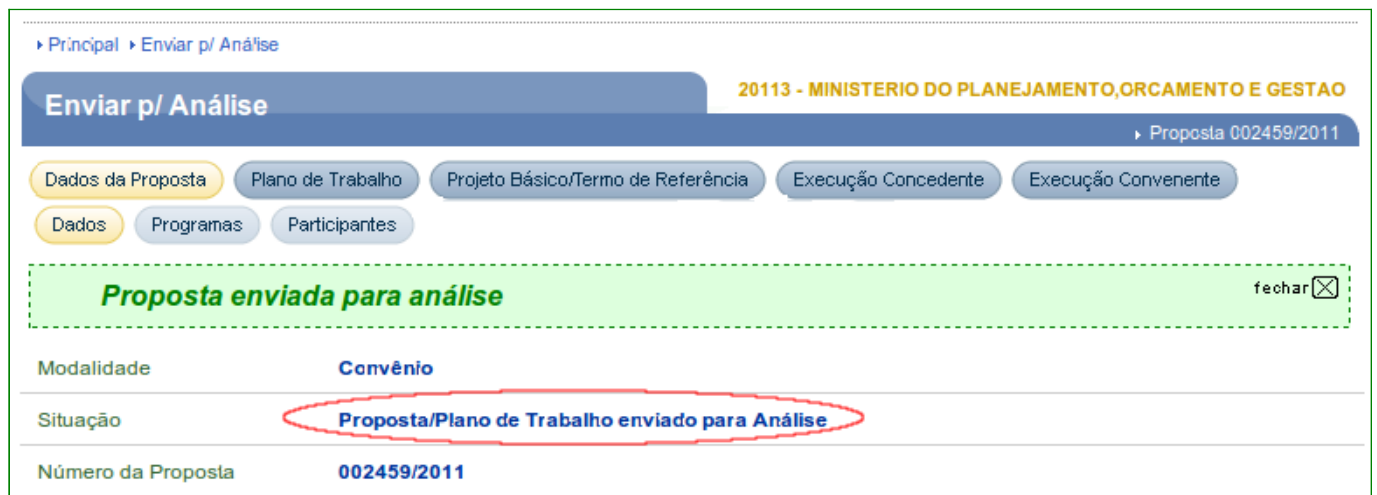 Principal Enviar p/ Análise
Enviar p/ Análise
20113 - MINISTERIO DO PLANEJAMENTO,ORCAMENTO E GESTAO
Proposta 002459/2011
Dados da Proposta Plano de Trabalho Projeto Básico/Termo de Referência Execução Concedente Execução Convenente
Dados Programas Participantes
Proposta enviada para análise fechar
Modalidade Convênio
Situação Proposta/Plano de Trabalho enviado para Análise
Número da Proposta 002459/2011